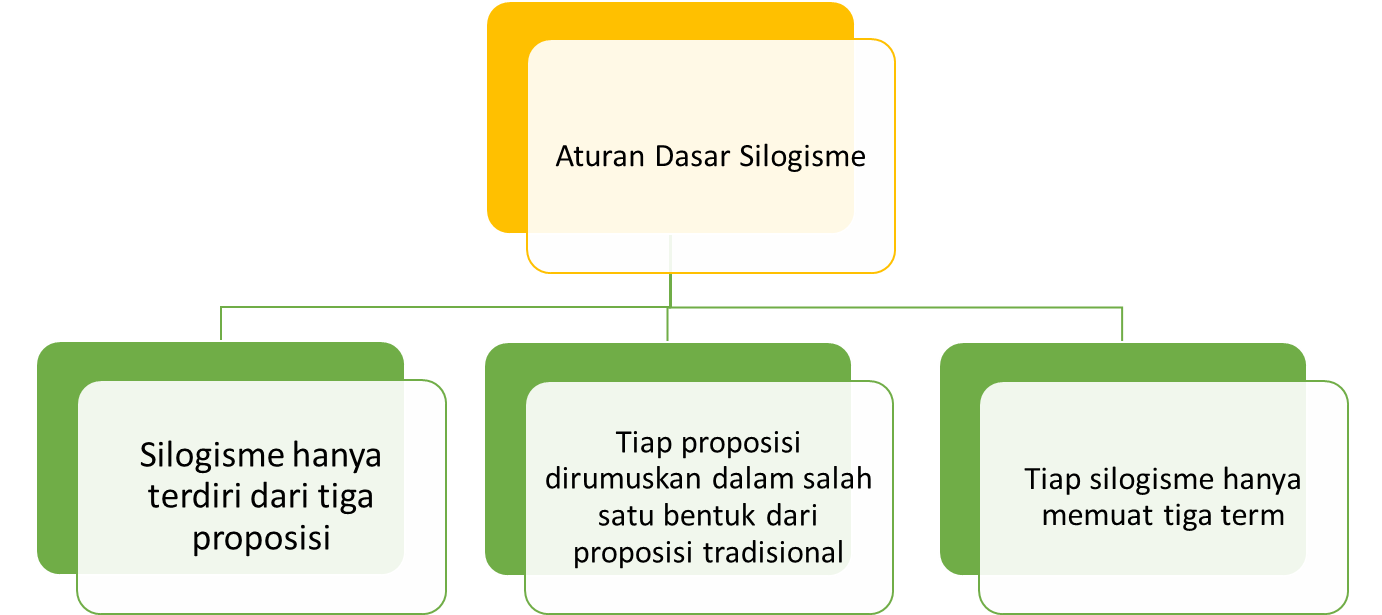 Aturan Dasar Silogisme
Silogisme hanya
terdiri dari tiga
proposisi
Tiap proposisi
dirumuskan dalam salah
satu bentuk dari
proposisi tradisional
Tiap silogisme hanya
memuat tiga term